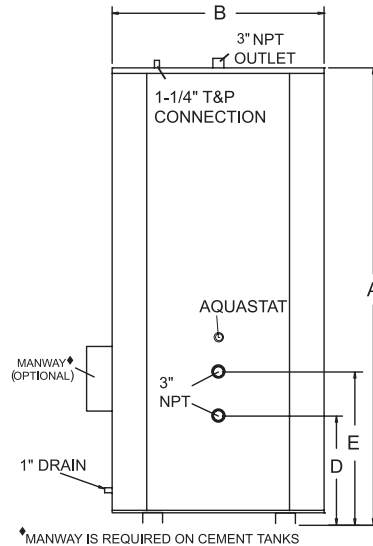 B
3" NPT
OUTLET
1-1/4" T&P
CONNECTION
A
AQUASTAT
MANWAY♦
(OPTIONAL)
3"
NPT
E
D
1" DRAIN
♦MANWAY IS REQUIRED ON CEMENT TANKS